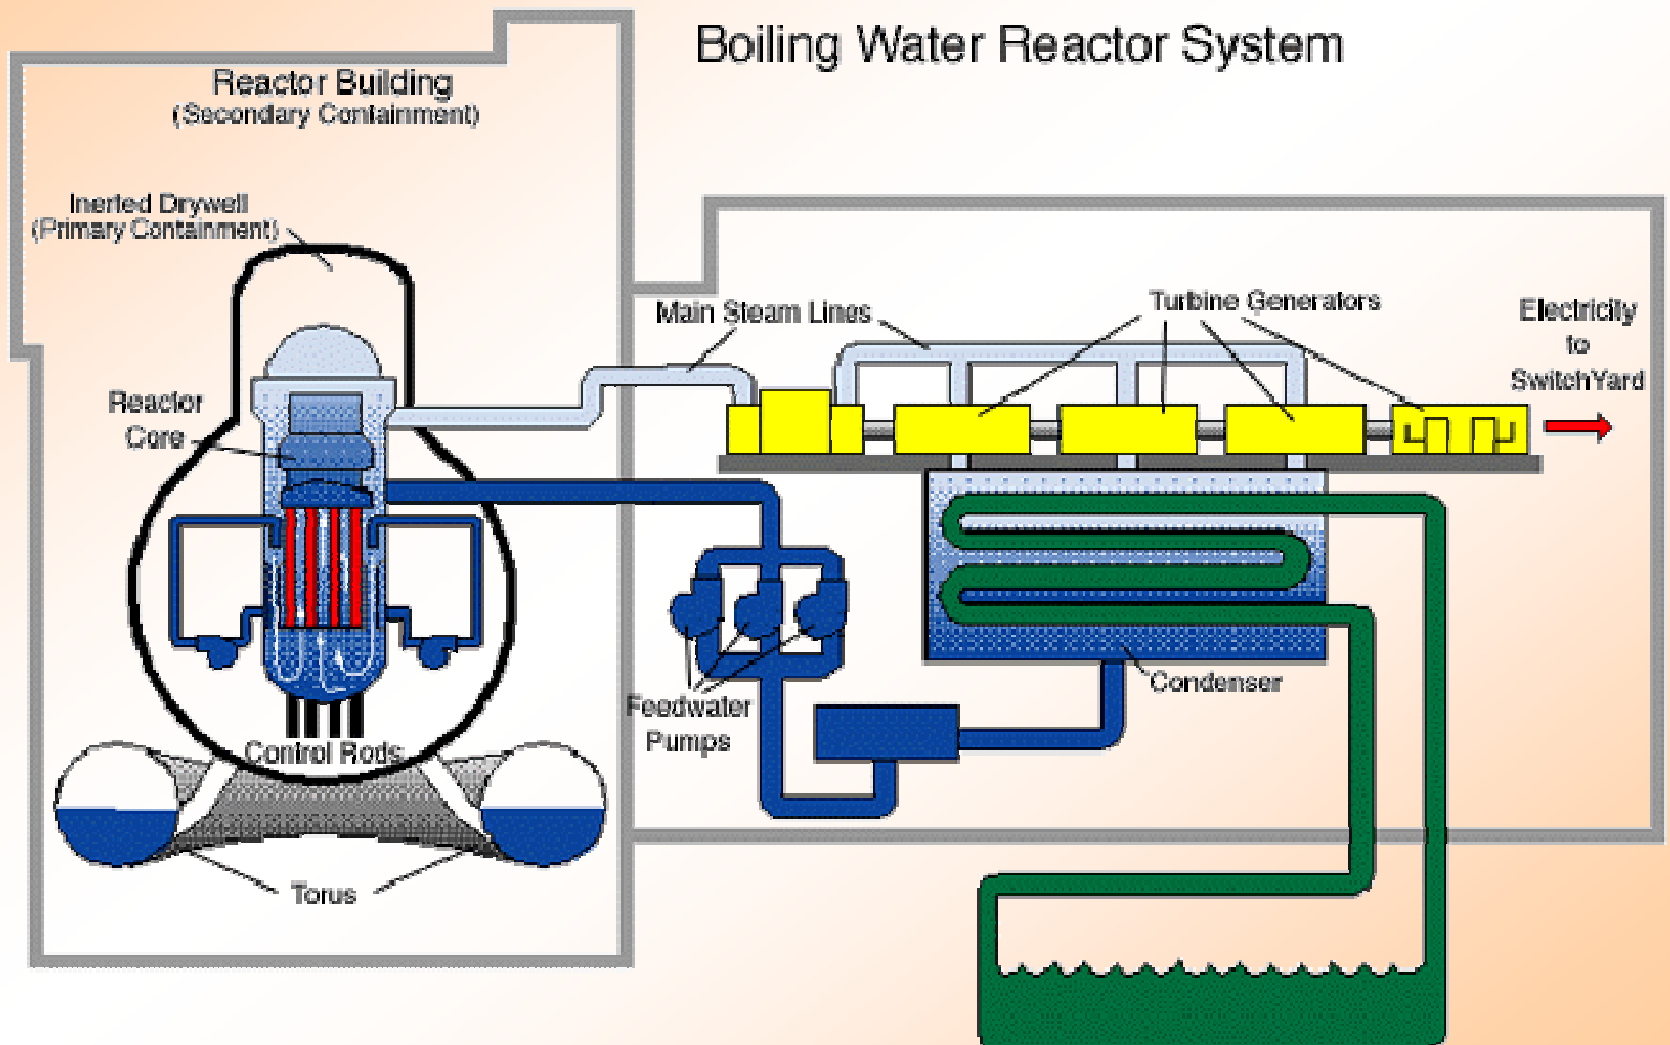 Boiling Water Reactor System
Reactor Building
(Secondary Containment)
Inerted Drywell
(Primary Containment)
Main Steam Lines
Turbine Generators
Electricity
to
SwitchYard
Reactor
Core
Feedwater
Pumps
Condenser
Control Rods
Torus